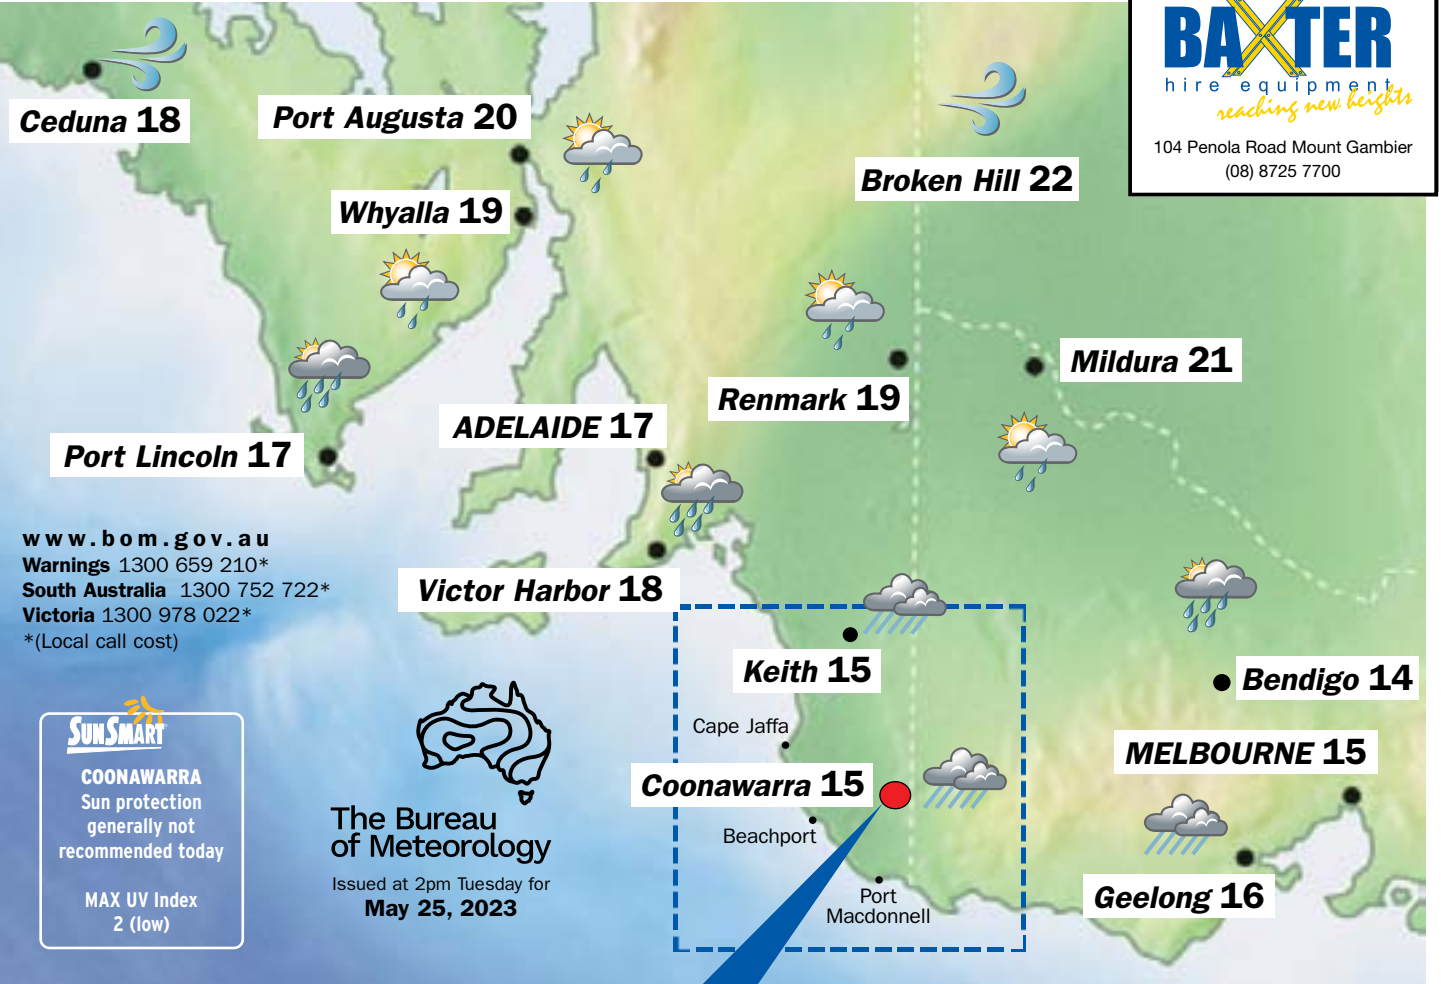 BAXTER
hire equipment
reaching new heights
104 Penola Road Mount Gambier
(08) 8725 7700
Ceduna 18
Port Augusta 20
Broken Hill 22
Whyalla 19
Mildura 21
Renmark 19
ADELAIDE 17
Port Lincoln 17
www.bom.gov.au
Warnings 1300 659 210*
South Australia 1300 752 722*
Victoria 1300 978 022*
*(Local call cost)
Victor Harbor 18
Keith 15
Bendigo 14
Cape Jaffa
MELBOURNE 15
Coonawarra 15
Beachport
Port
Macdonnell
Geelong 16
SUNSMART
COONAWARRA
Sun protection
generally not
recommended today
MAX UV Index
2 (low)
The Bureau
of Meteorology
Issued at 2pm Tuesday for
May 25, 2023